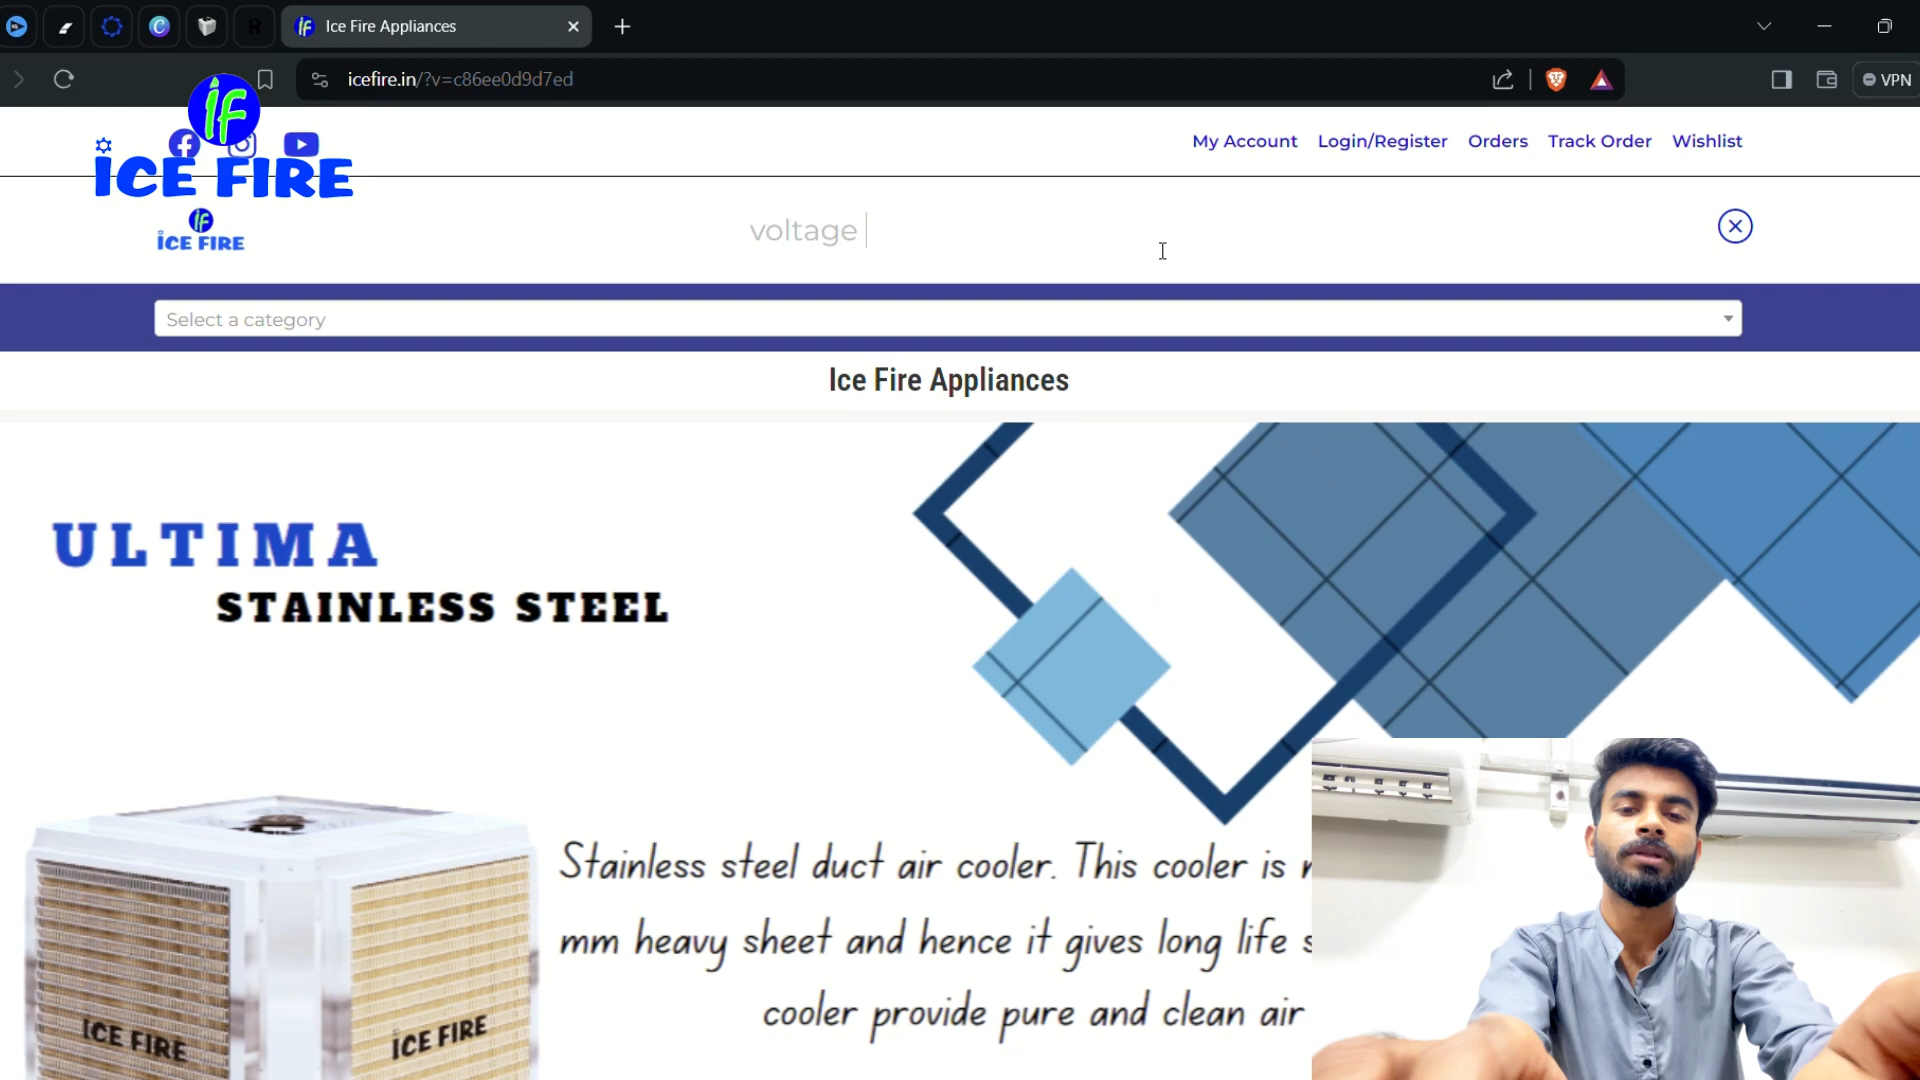 Ice Fire Appliances
icefire.in/?v=c86ee0d9d7ed
VPN
if
ICE FIRE
My Account Login/Register Orders Track Order Wishlist
if
ICE FIRE
voltage
Select a category
Ice Fire Appliances
ULTIMA
STAINLESS STEEL
Stainless steel duct air cooler. This cooler is
mm heavy sheet and hence it gives long life
cooler provide pure and clean air
ICE FIRE
ICE FIRE